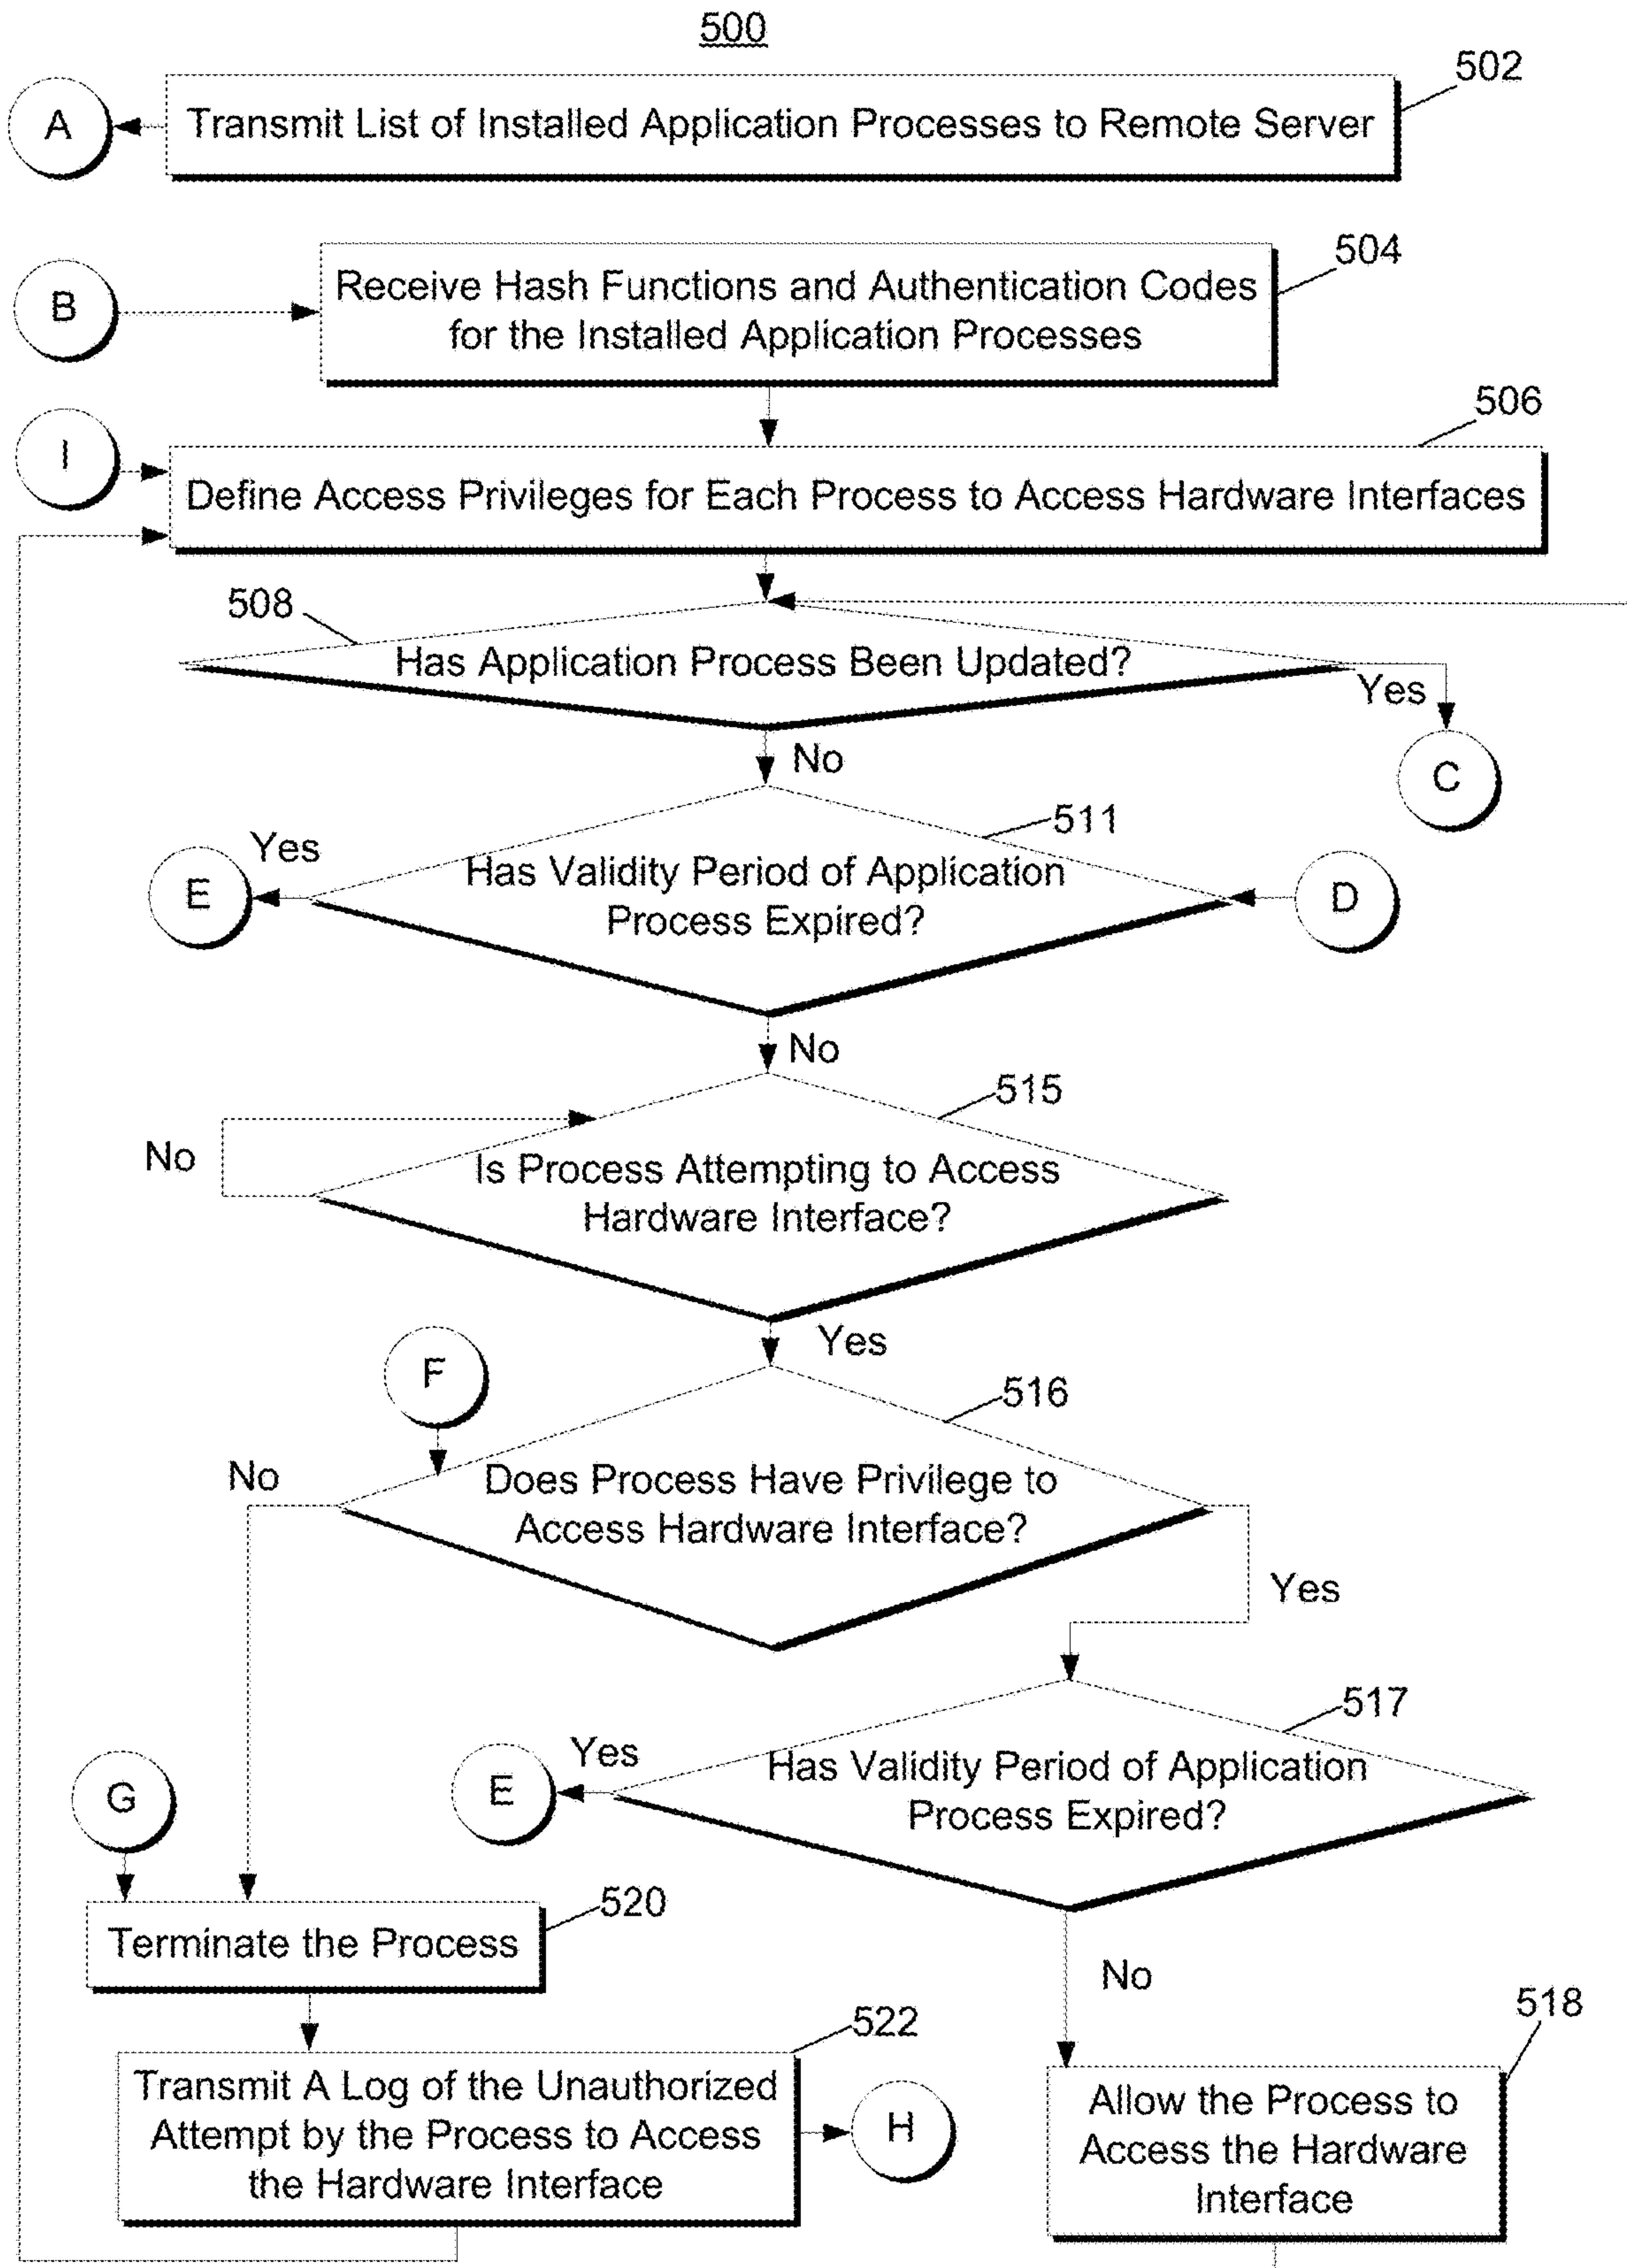 500
502
A
Transmit List of Installed Application Processes to Remote Server
504
B
Receive Hash Functions and Authentication Codes
for the Installed Application Processes
506
I
Define Access Privileges for Each Process to Access Hardware Interfaces
508
Has Application Process Been Updated?
Yes
No
C
511
Yes
E
Has Validity Period of Application
Process Expired?
D
No
515
No
Is Process Attempting to Access
Hardware Interface?
Yes
F
516
No
Does Process Have Privilege to
Access Hardware Interface?
Yes
517
Yes
E
Has Validity Period of Application
Process Expired?
G
520
Terminate the Process
No
518
522
Transmit A Log of the Unauthorized
Attempt by the Process to Access
the Hardware Interface
H
Allow the Process to
Access the Hardware
Interface